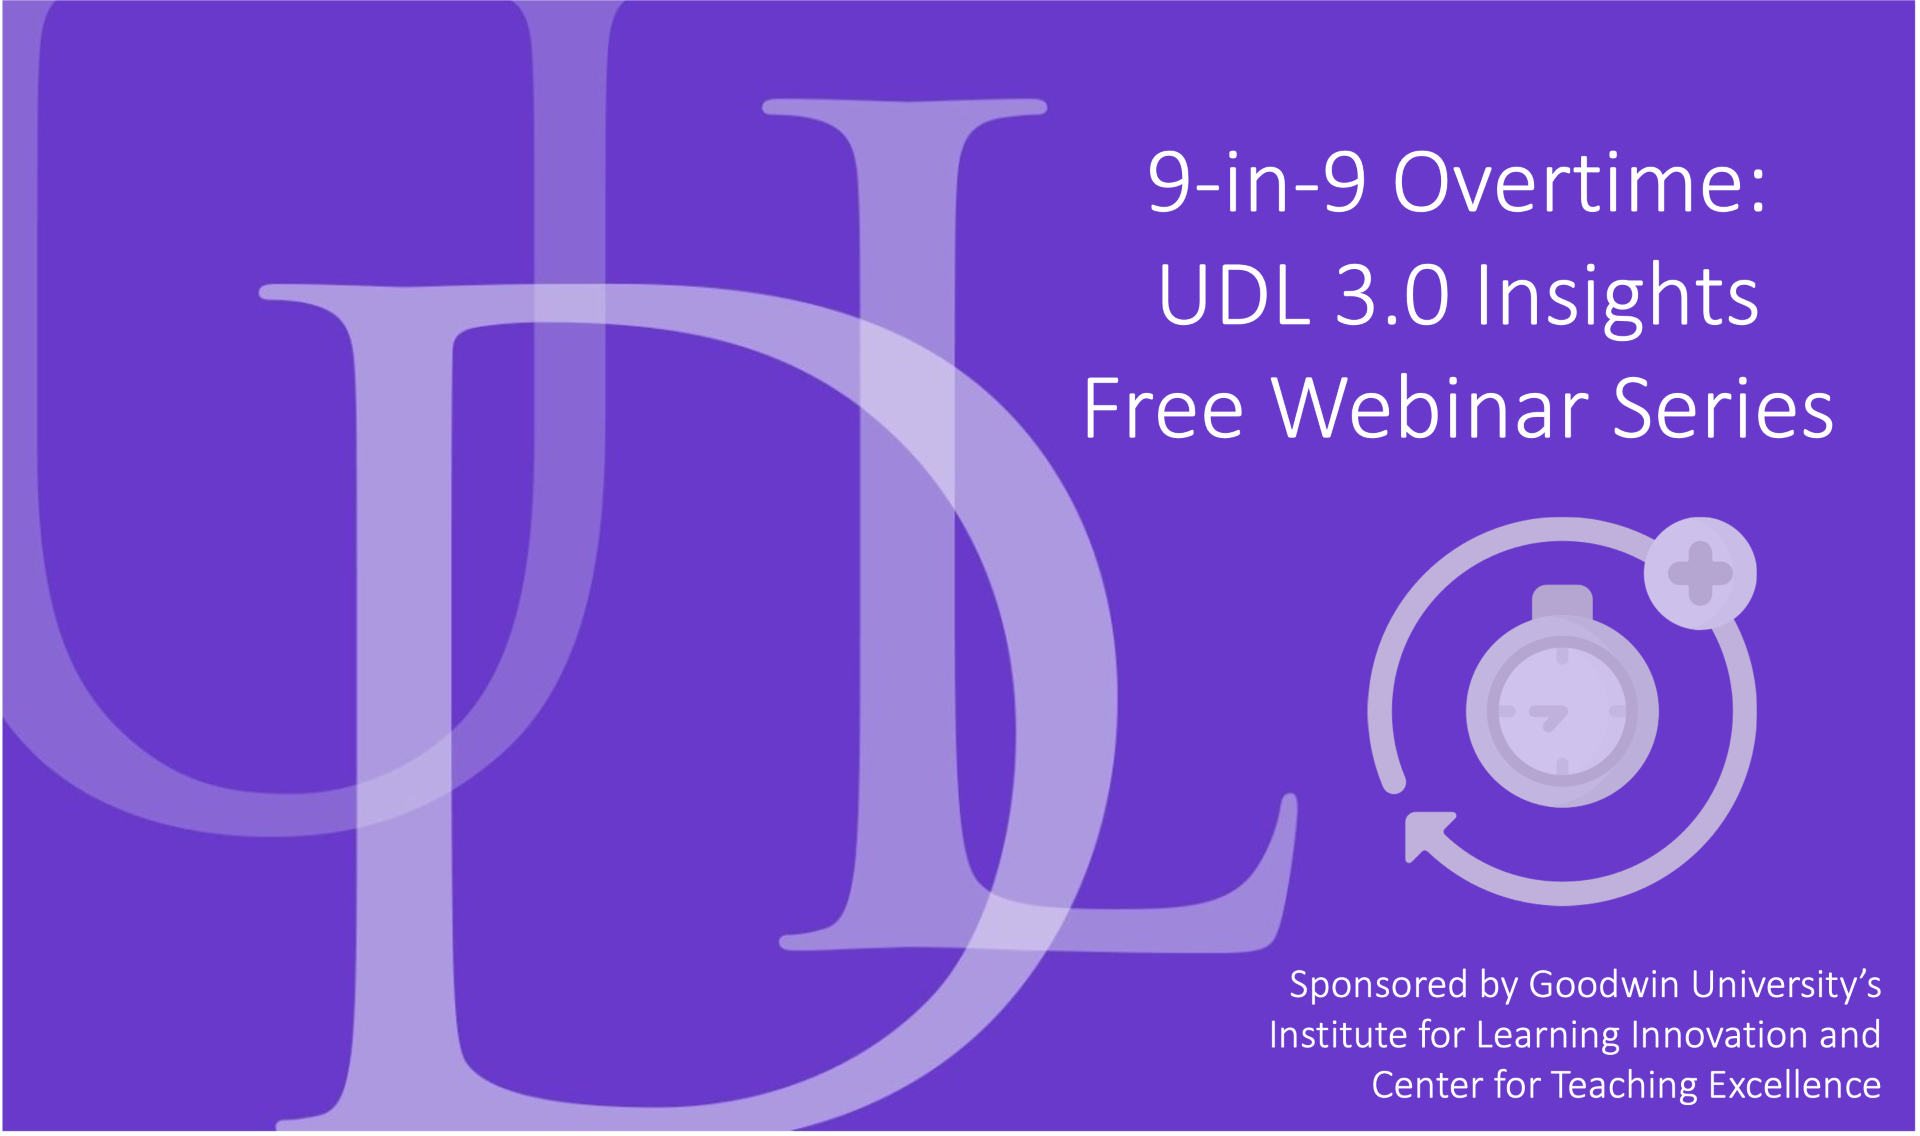 UDL
9-in-9 Overtime:
UDL 3.0 Insights
Free Webinar Series
Sponsored by Goodwin University’s
Institute for Learning Innovation and
Center for Teaching Excellence